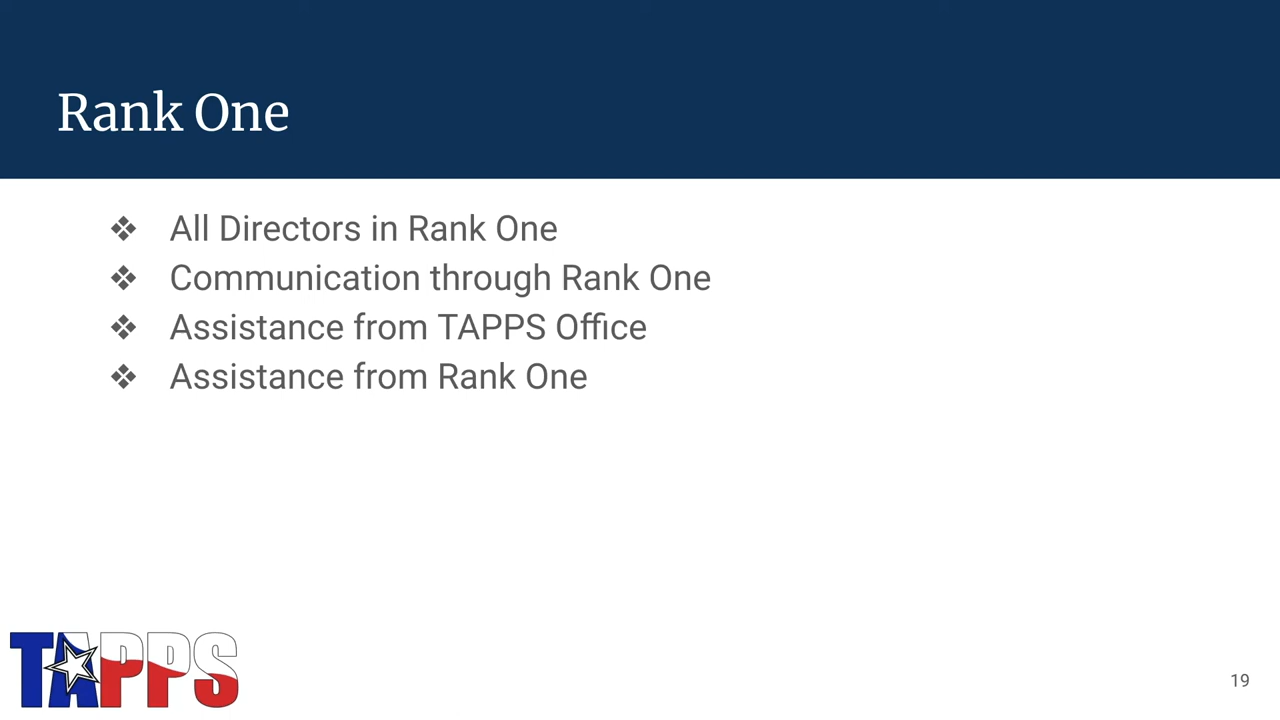 Rank One
❖ All Directors in Rank One
❖ Communication through Rank One
❖ Assistance from TAPPS Office
❖ Assistance from Rank One
TAPPS
19